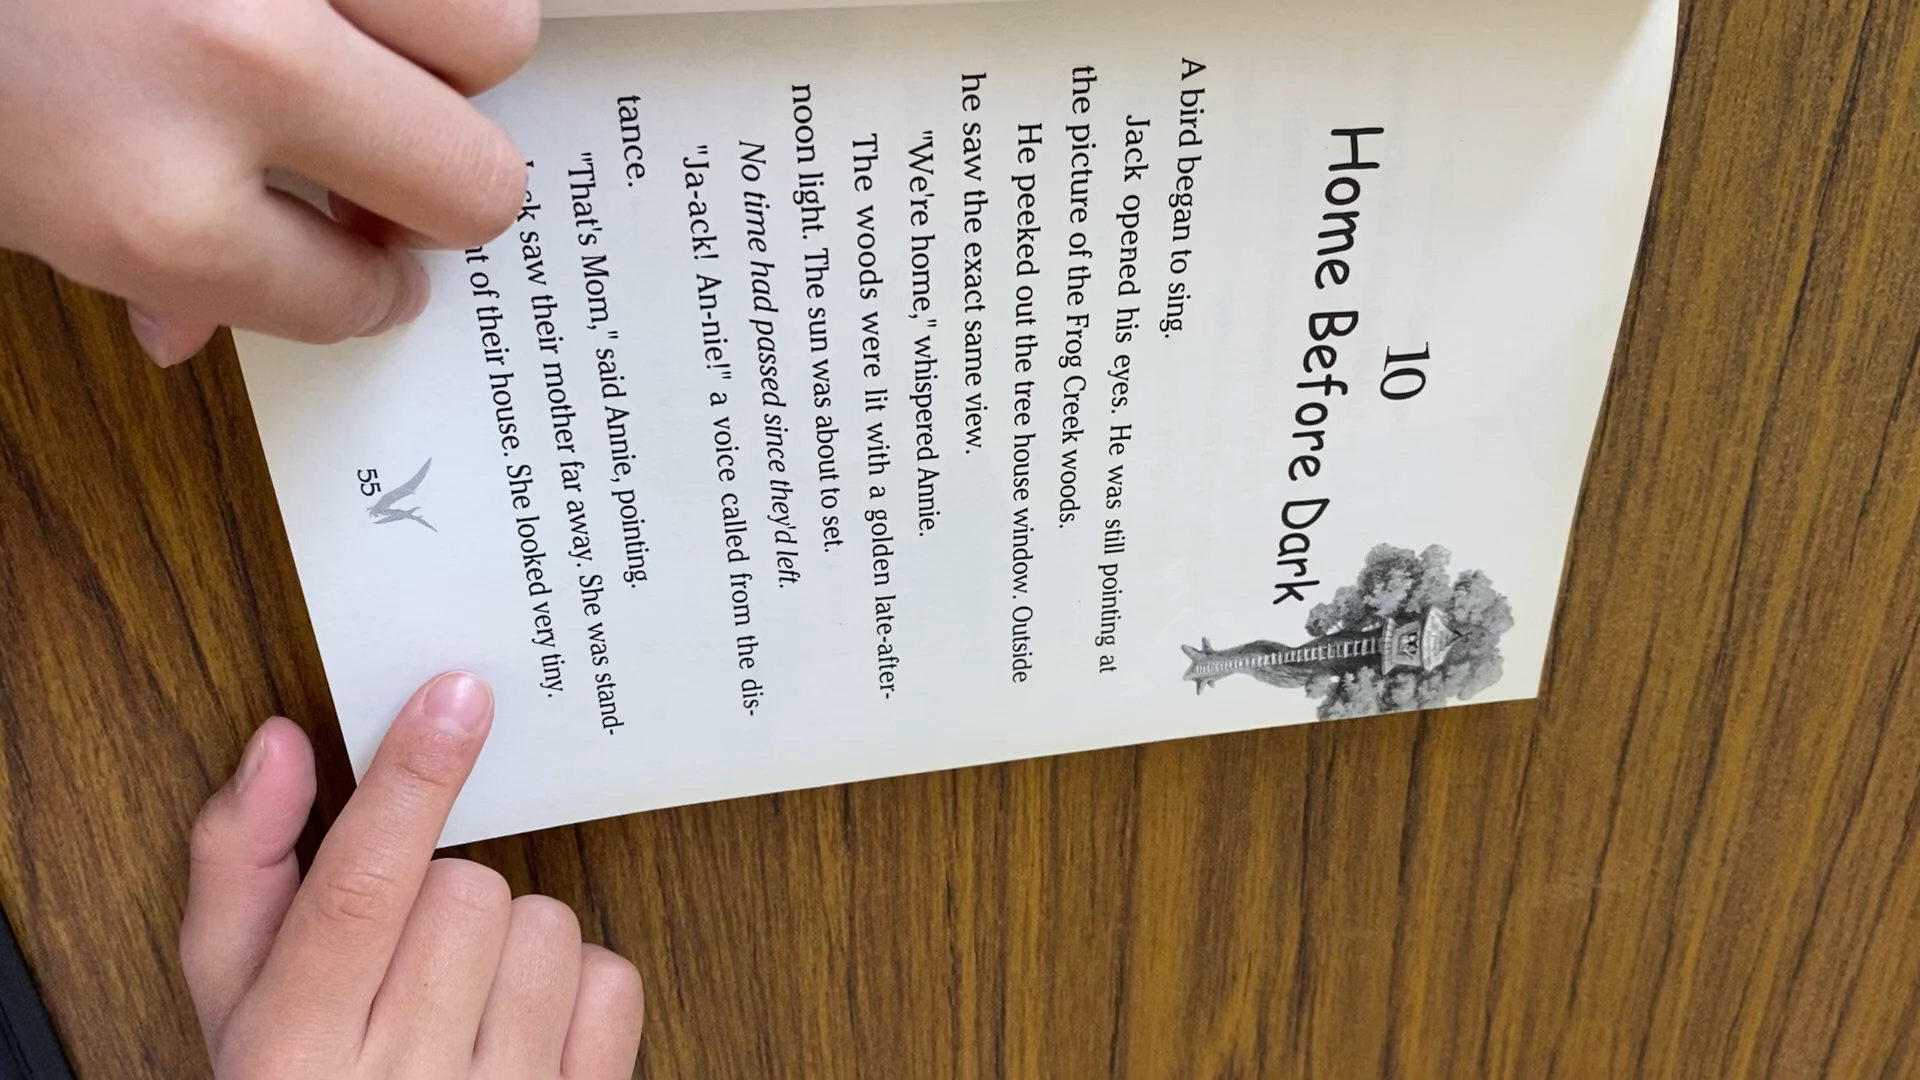 10
Home Before Dark
A bird began to sing.
Jack opened his eyes. He was still pointing at
the picture of the Frog Creek woods.
He peeked out the tree house window. Outside
he saw the exact same view.
"We're home," whispered Annie.
The woods were lit with a golden late-after-
noon light. The sun was about to set.
No time had passed since they'd left.
"Ja-ack! An-nie!" a voice called from the dis-
tance.
"That's Mom," said Annie, pointing.
saw their mother far away. She was stand-
of their house. She looked very tiny.
55